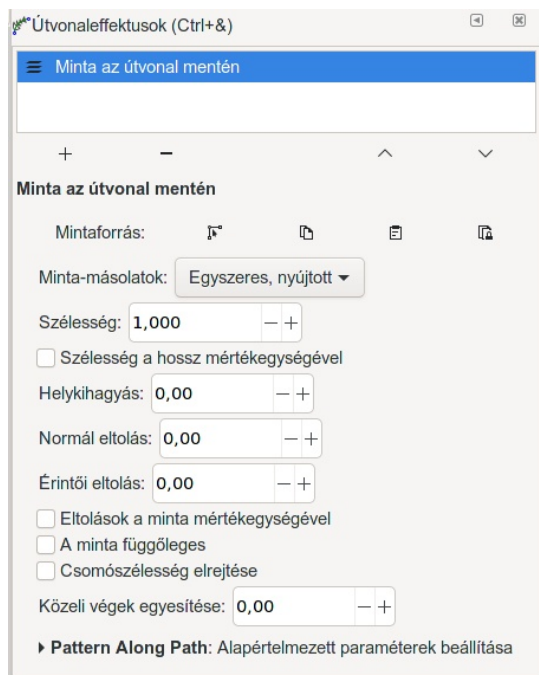 Útvonaleffektusok (Ctrl+&)
Minta az útvonal mentén
Minta az útvonal mentén
Mintaforrás:
Minta-másolatok: Egyszeres, nyújtott
Szélesség: 1,000
Szélesség a hossz mértékegységével
Helykihagyás: 0,00
Normál eltolás: 0,00
Érintői eltolás: 0,00
Eltolások a minta mértékegységével
A minta függőleges
Csomószélesség elrejtése
Közeli végek egyesítése: 0,00
Pattern Along Path: Alapértelmezett paraméterek beállítása